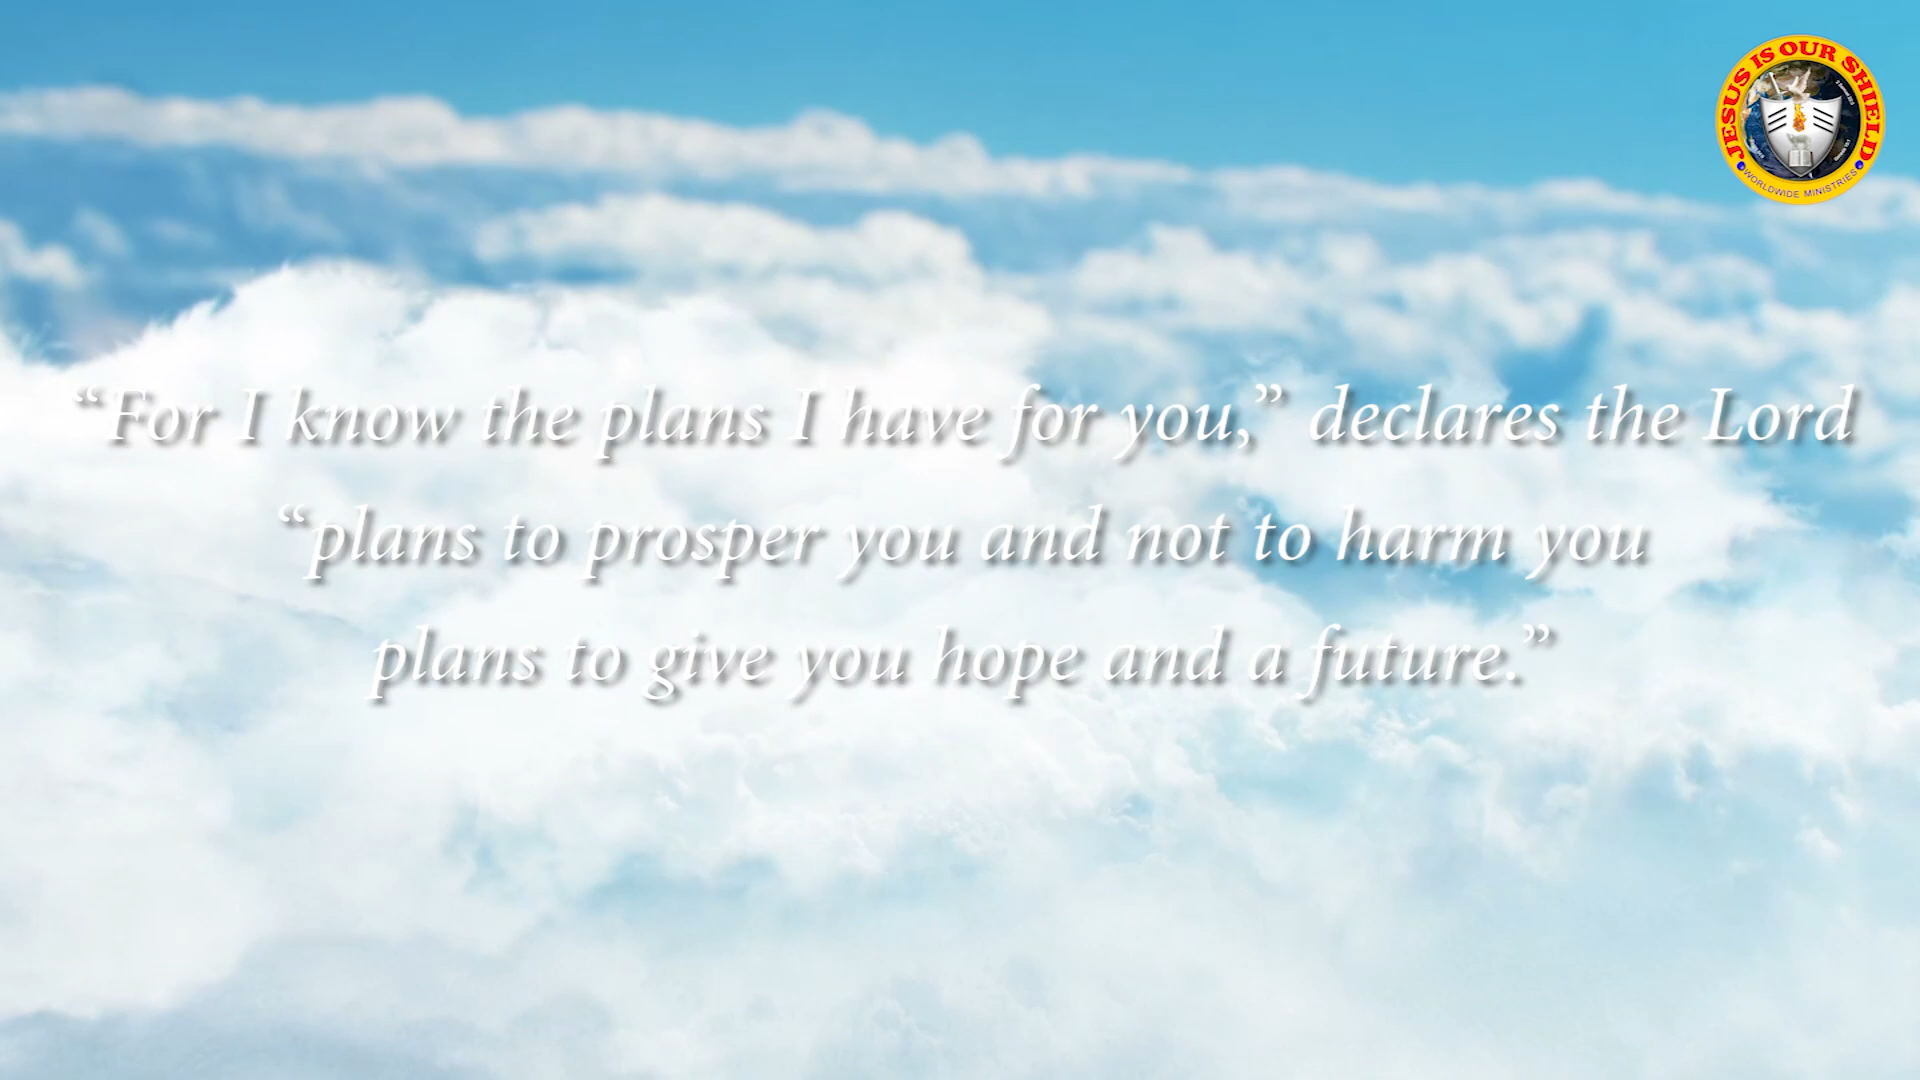 JESUS IS OUR SHIELD
WORLDWIDE MINISTRIES
“For I know the plans I have for you,” declares the Lord
“plans to prosper you and not to harm you
plans to give you hope and a future.”